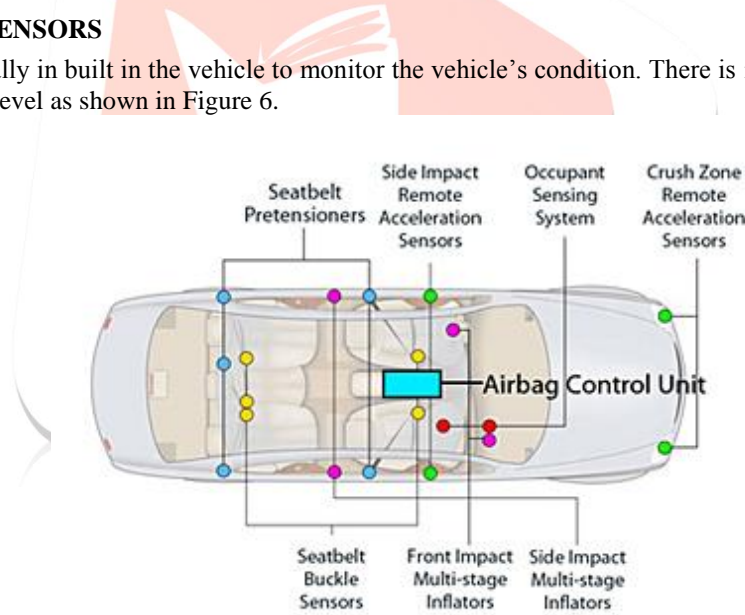 ENSORS
lly in built in the vehicle to monitor the vehicle's condition. There is
evel as shown in Figure 6.
Seatbelt
Pretensioners
Side Impact
Remote
Acceleration
Sensors
Occupant
Sensing
System
Crush Zone
Remote
Acceleration
Sensors
Airbag Control Unit
Seatbelt
Buckle
Sensors
Front Impact
Multi-stage
Inflators
Side Impact
Multi-stage
Inflators